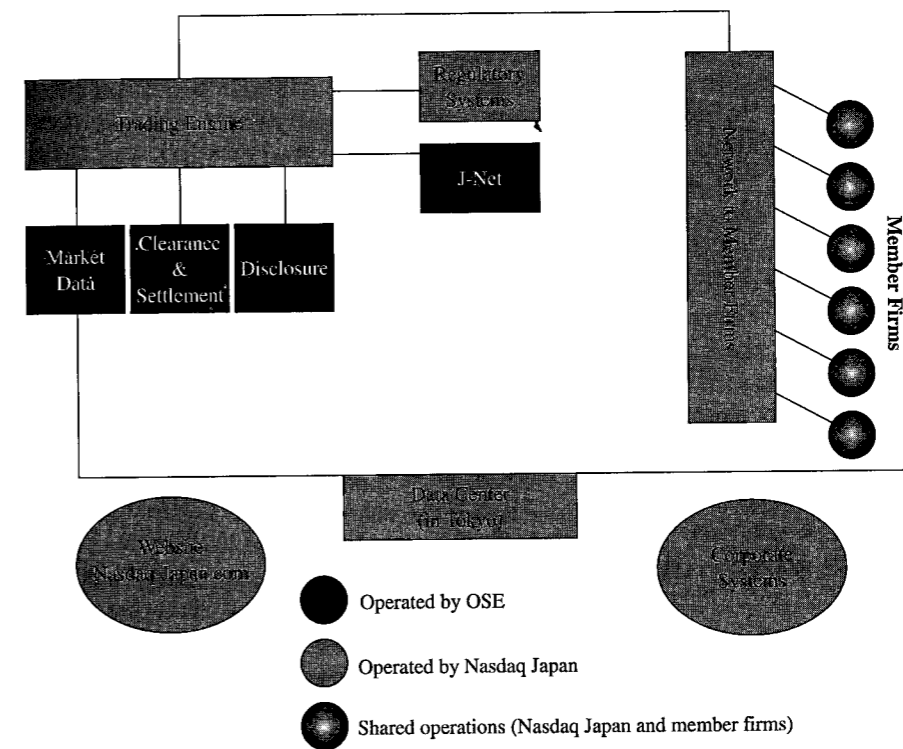 Regulatory
Systems
Trading Engine
J-Net
Market
Data
Clearance
&
Settlement
Disclosure
Network to Member Firms
Member Firms
Data Center
(in Tokyo)
Website
Nasdaq-Japan.com
Corporate
Systems
Operated by OSE
Operated by Nasdaq Japan
Shared operations (Nasdaq Japan and member firms)